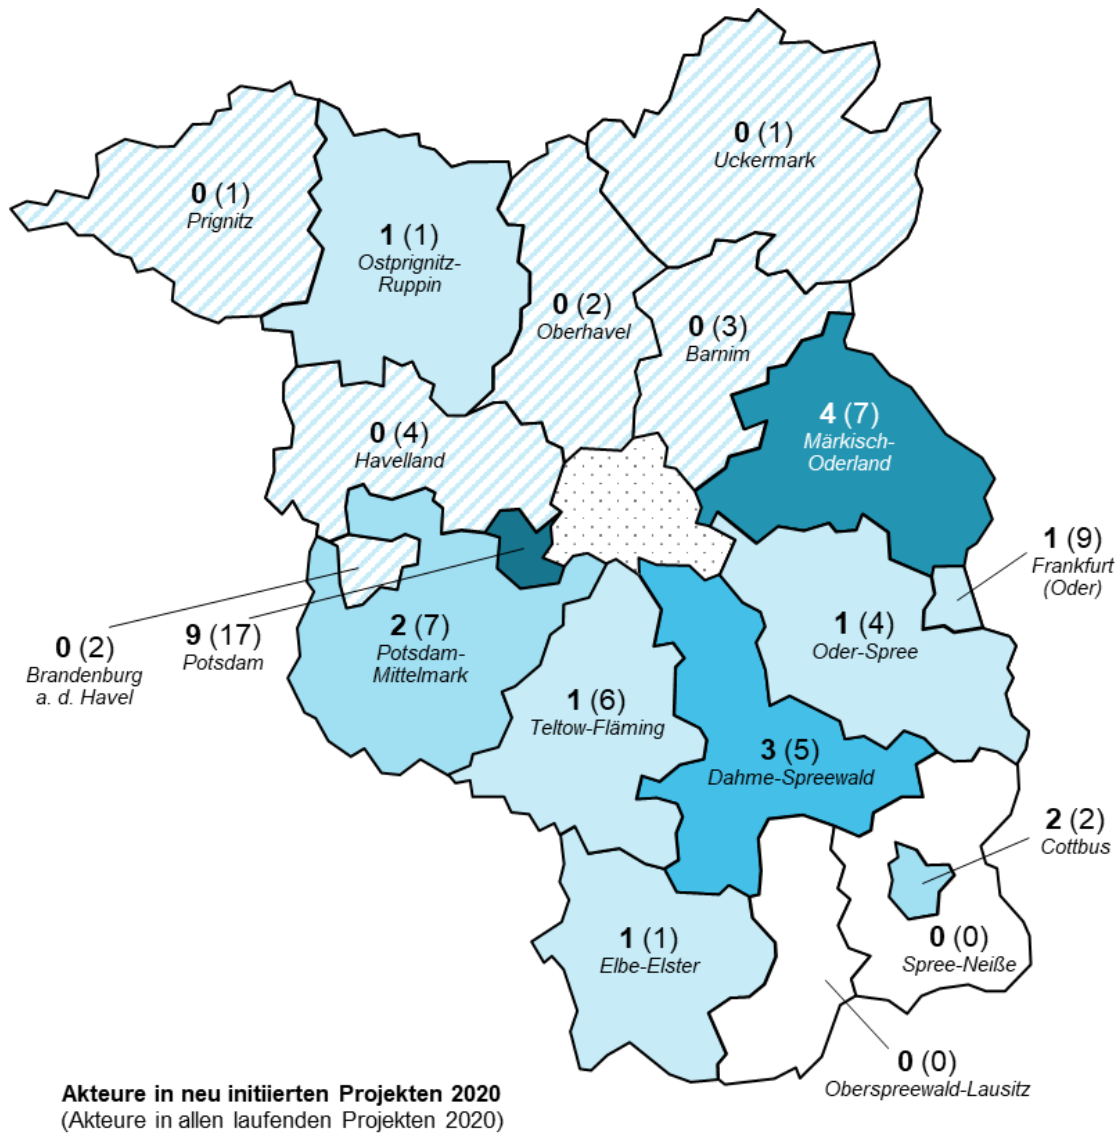 0 (1)
Uckermark
0 (1)
Prignitz
1 (1)
Ostprignitz-
Ruppin
0 (2)
Oberhavel
0 (3)
Barnim
4 (7)
Märkisch-
Oderland
0 (4)
Havelland
1 (9)
Frankfurt
(Oder)
0 (2)
Brandenburg
a. d. Havel
9 (17)
Potsdam
2 (7)
Potsdam-
Mittelmark
1 (4)
Oder-Spree
1 (6)
Teltow-Fläming
3 (5)
Dahme-Spreewald
2 (2)
Cottbus
1 (1)
Elbe-Elster
0 (0)
Spree-Neiße
0 (0)
Oberspreewald-Lausitz
Akteure in neu initiierten Projekten 2020
(Akteure in allen laufenden Projekten 2020)